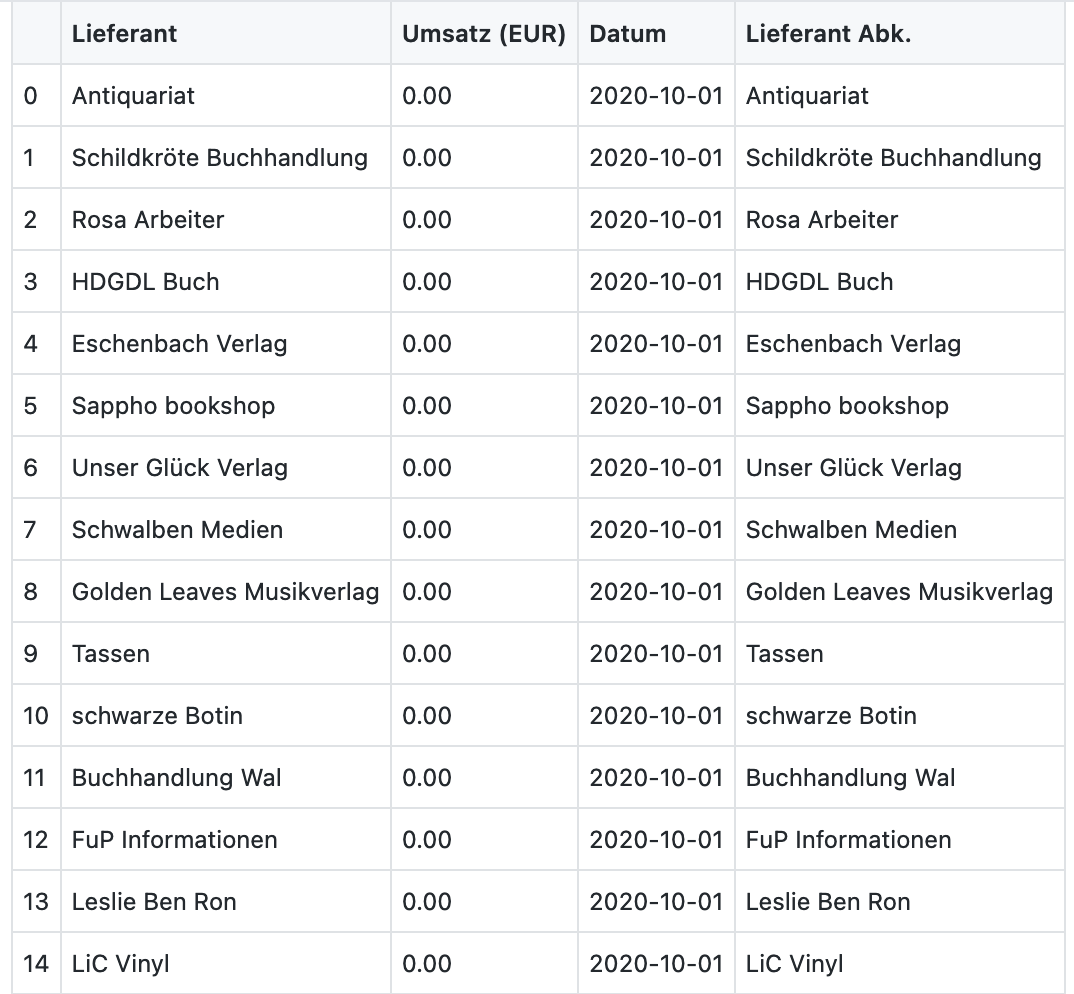 Lieferant Umsatz (EUR) Datum Lieferant Abk.
0 Antiquariat 0.00 2020-10-01 Antiquariat
1 Schildkröte Buchhandlung 0.00 2020-10-01 Schildkröte Buchhandlung
2 Rosa Arbeiter 0.00 2020-10-01 Rosa Arbeiter
3 HDGDL Buch 0.00 2020-10-01 HDGDL Buch
4 Eschenbach Verlag 0.00 2020-10-01 Eschenbach Verlag
5 Sappho bookshop 0.00 2020-10-01 Sappho bookshop
6 Unser Glück Verlag 0.00 2020-10-01 Unser Glück Verlag
7 Schwalben Medien 0.00 2020-10-01 Schwalben Medien
8 Golden Leaves Musikverlag 0.00 2020-10-01 Golden Leaves Musikverlag
9 Tassen 0.00 2020-10-01 Tassen
10 schwarze Botin 0.00 2020-10-01 schwarze Botin
11 Buchhandlung Wal 0.00 2020-10-01 Buchhandlung Wal
12 FuP Informationen 0.00 2020-10-01 FuP Informationen
13 Leslie Ben Ron 0.00 2020-10-01 Leslie Ben Ron
14 LiC Vinyl 0.00 2020-10-01 LiC Vinyl